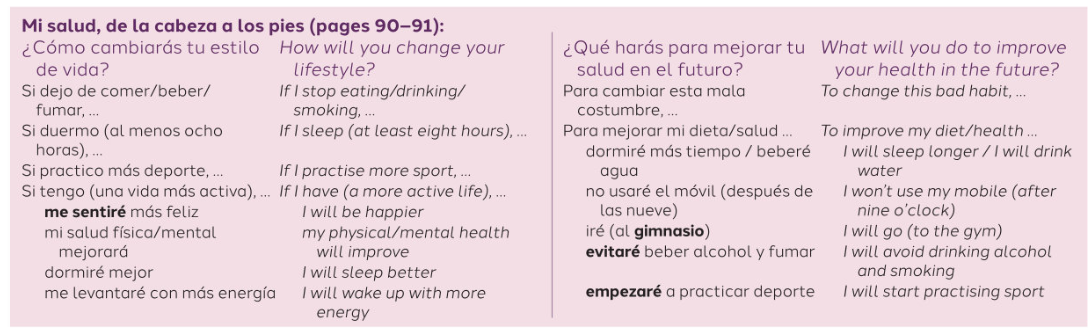 Mi salud, de la cabeza a los pies (pages 90–91):
¿Cómo cambiarás tu estilo de vida?
How will you change your lifestyle?
Si dejo de comer/beber/fumar, ...
If I stop eating/drinking/smoking, ...
Si duermo (al menos ocho horas), ...
If I sleep (at least eight hours), ...
Si practico más deporte, ...
If I practise more sport, ...
Si tengo (una vida más activa), ...
If I have (a more active life), ...
me sentiré más feliz
I will be happier
mi salud física/mental mejorará
my physical/mental health will improve
dormiré mejor
I will sleep better
me levantaré con más energía
I will wake up with more energy
¿Qué harás para mejorar tu salud en el futuro?
What will you do to improve your health in the future?
Para cambiar esta mala costumbre, ...
To change this bad habit, ...
Para mejorar mi dieta/salud ...
To improve my diet/health ...
dormiré más tiempo / beberé agua
I will sleep longer / I will drink water
no usaré el móvil (después de las nueve)
I won't use my mobile (after nine o'clock)
iré (al gimnasio)
I will go (to the gym)
evitaré beber alcohol y fumar
I will avoid drinking alcohol and smoking
empezaré a practicar deporte
I will start practising sport